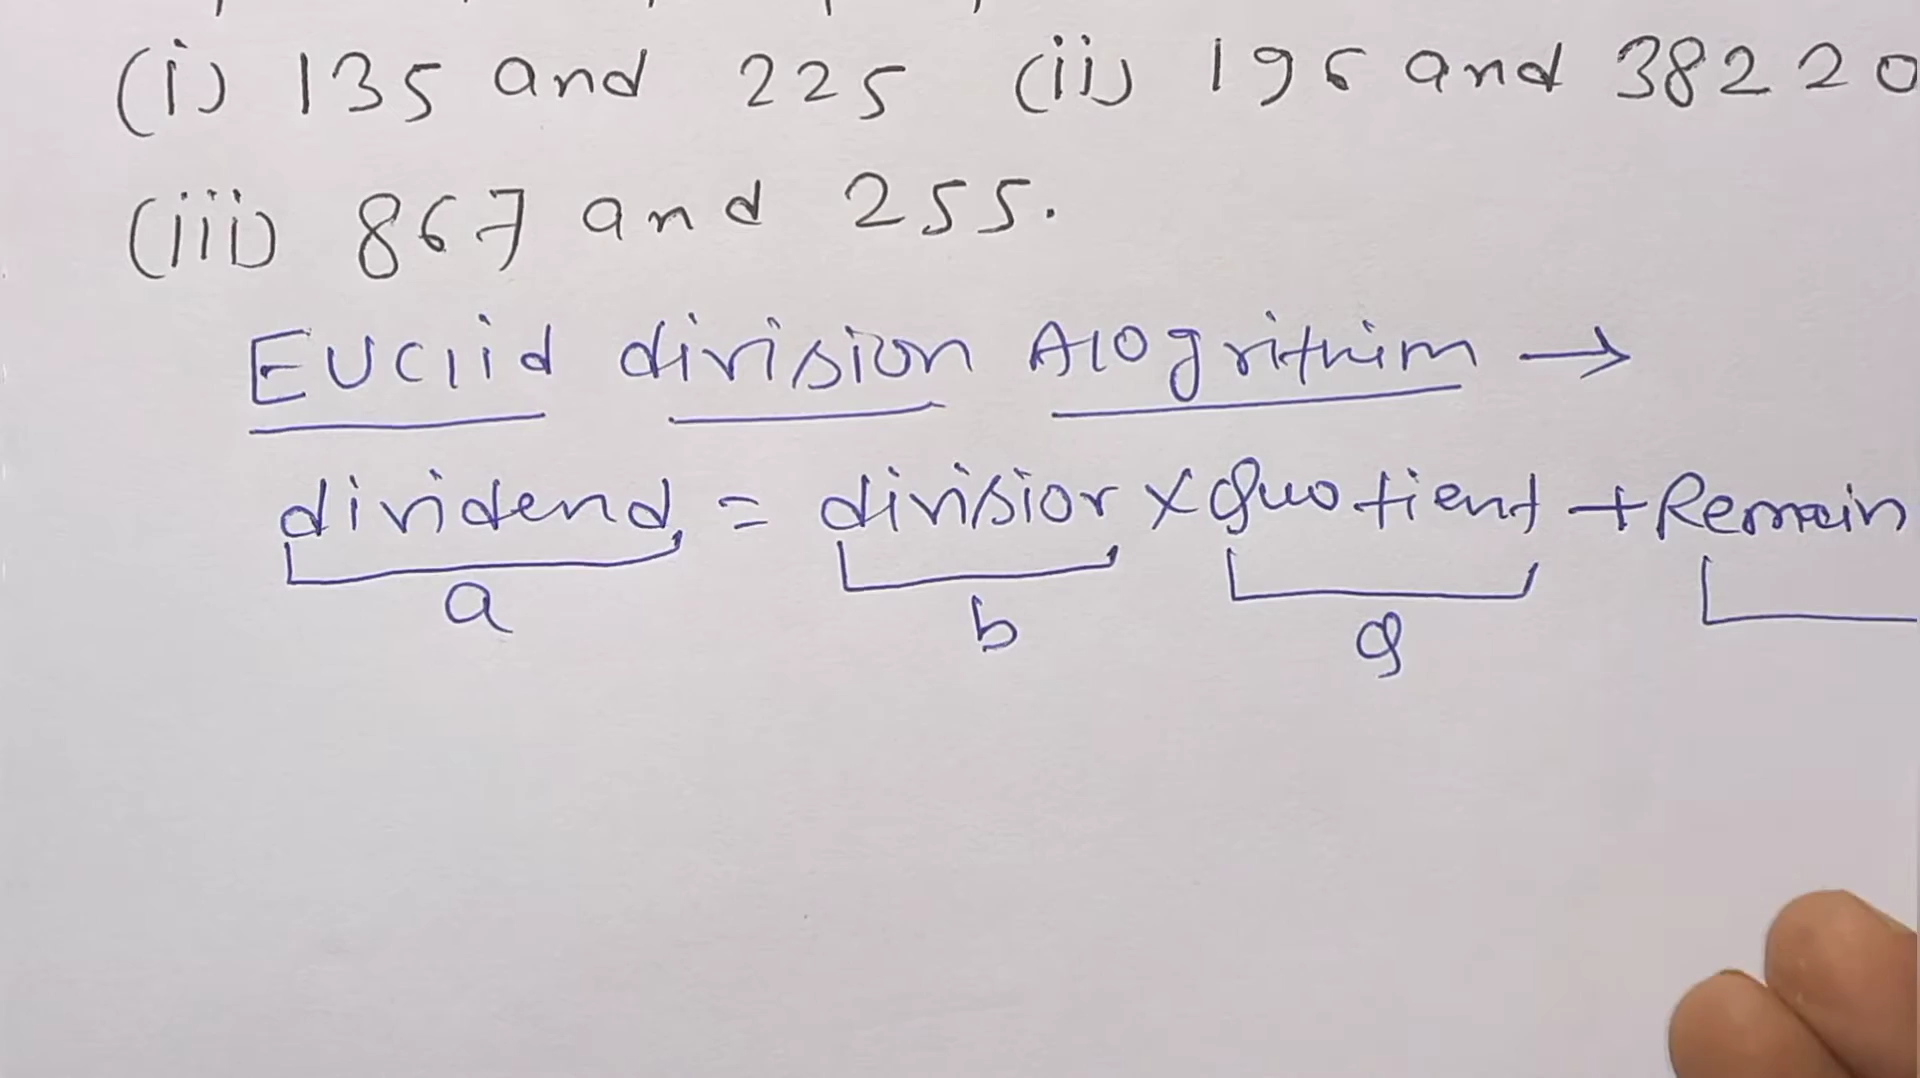 (i) 135 and 225 (ii) 196 and 38220
(iii) 867 and 255.
Euclid division Alogrithim →
dividend = divisior × Quotient + Remain
a b q